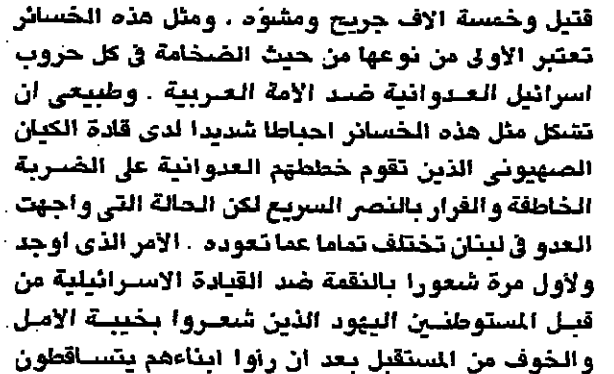 قتيل وخمسة الاف جريح ومشوّه . ومثل هذه الخسائر
تعتبر الأولى من نوعها من حيث الضخامة في كل حروب
اسرائيل العدوانية ضد الامة العربية . وطبيعي ان
تشكل مثل هذه الخسائر احباطا شديدا لدى قادة الكيان
الصهيوني الذين تقوم خططهم العدوانية على الضربة
الخاطفة والفرار بالنصر السريع لكن الحالة التي واجهت
العدو في لبنان تختلف تماما عما تعوده . الأمر الذي اوجد
ولأول مرة شعورا بالنقمة ضد القيادة الاسرائيلية من
قبل المستوطنين اليهود الذين شعروا بخيبة الأمل
والخوف من المستقبل بعد ان رأوا ابناءهم يتساقطون